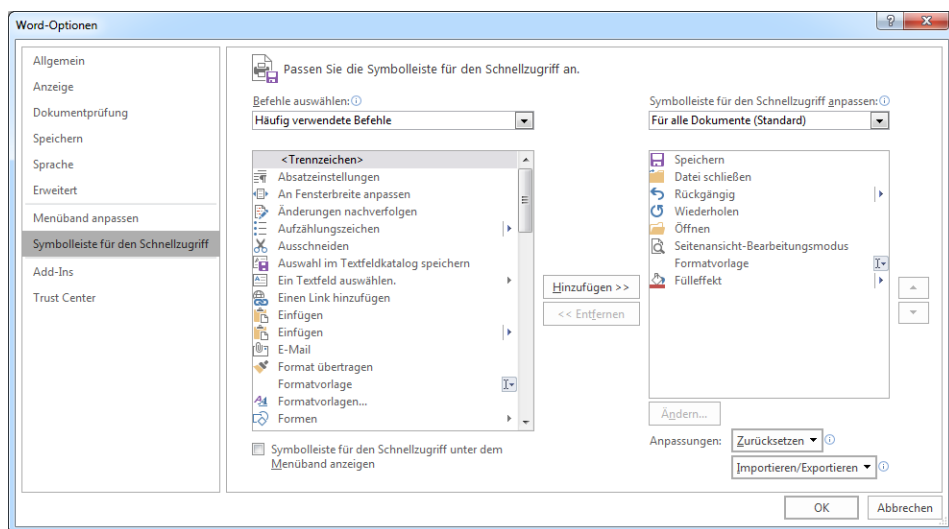 Word-Optionen
?
Allgemein
Anzeige
Dokumentprüfung
Speichern
Sprache
Erweitert
Menüband anpassen
Symbolleiste für den Schnellzugriff
Add-Ins
Trust Center
Passen Sie die Symbolleiste für den Schnellzugriff an.
Befehle auswählen:
Häufig verwendete Befehle
<Trennzeichen>
Absatzeinstellungen
An Fensterbreite anpassen
Änderungen nachverfolgen
Aufzählungszeichen
Ausschneiden
Auswahl im Textfeldkatalog speichern
Ein Textfeld auswählen.
Einen Link hinzufügen
Einfügen
Einfügen
E-Mail
Format übertragen
Formatvorlage
Formatvorlagen...
Formen
Symbolleiste für den Schnellzugriff unter dem
Menüband anzeigen
Hinzufügen >>
<< Entfernen
Symbolleiste für den Schnellzugriff anpassen:
Für alle Dokumente (Standard)
Speichern
Datei schließen
Rückgängig
Wiederholen
Öffnen
Seitenansicht-Bearbeitungsmodus
Formatvorlage
Fülleffekt
Ändern...
Anpassungen:
Zurücksetzen
Importieren/Exportieren
OK
Abbrechen